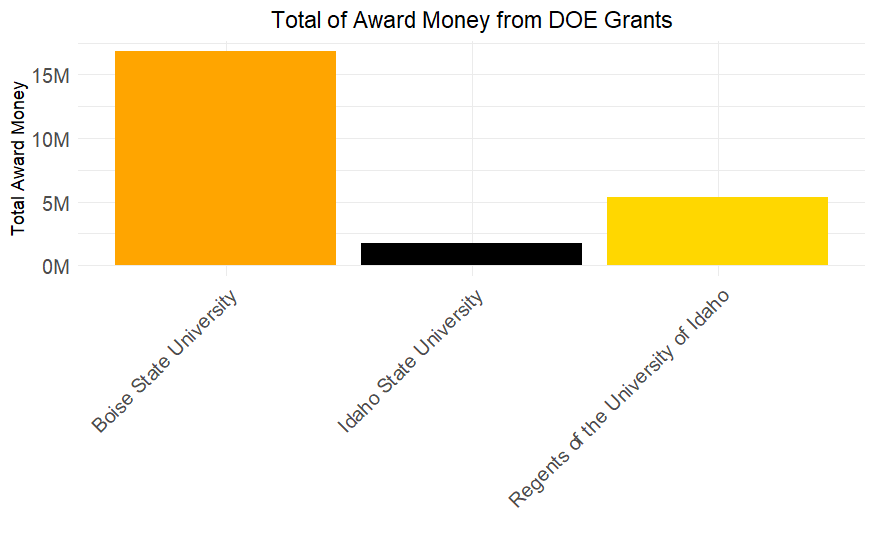 Total of Award Money from DOE Grants
Total Award Money
15M
10M
5M
0M
Boise State University
Idaho State University
Regents of the University of Idaho